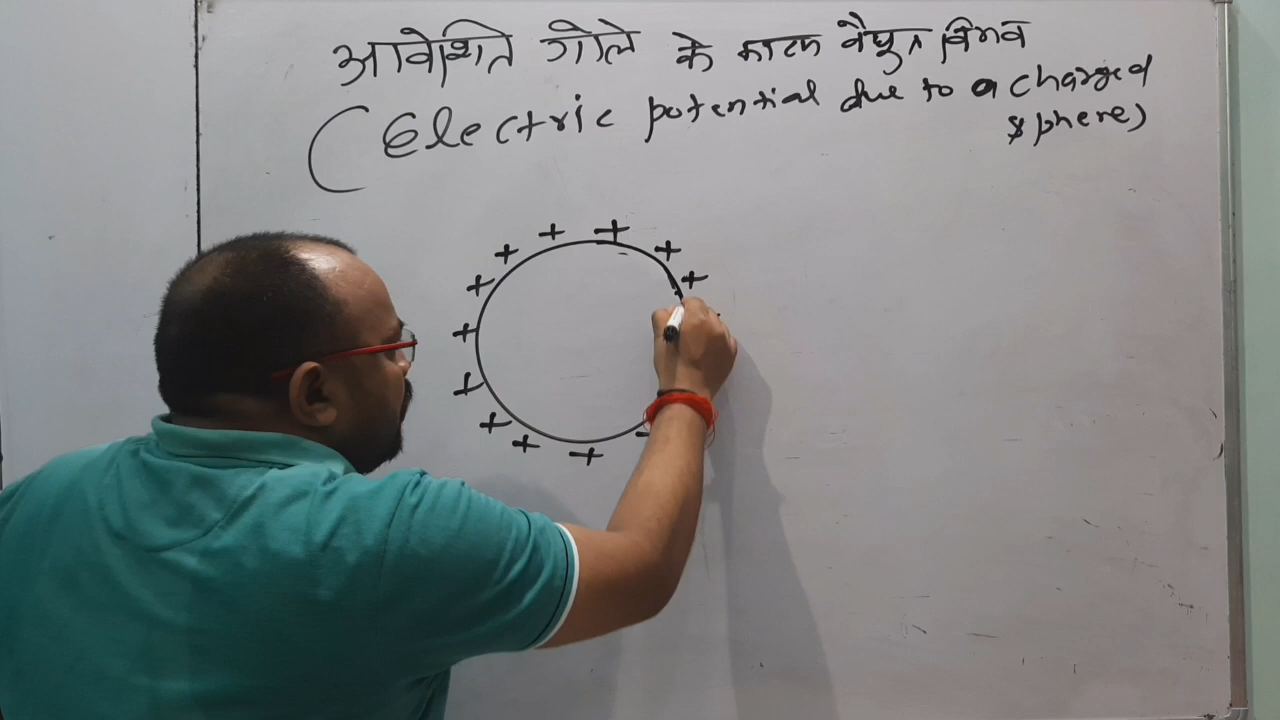 आवेशित गोले के कारण वैद्युत विभव
(Electric potential due to a charged
sphere)
+ + + + + + + + + + + + +